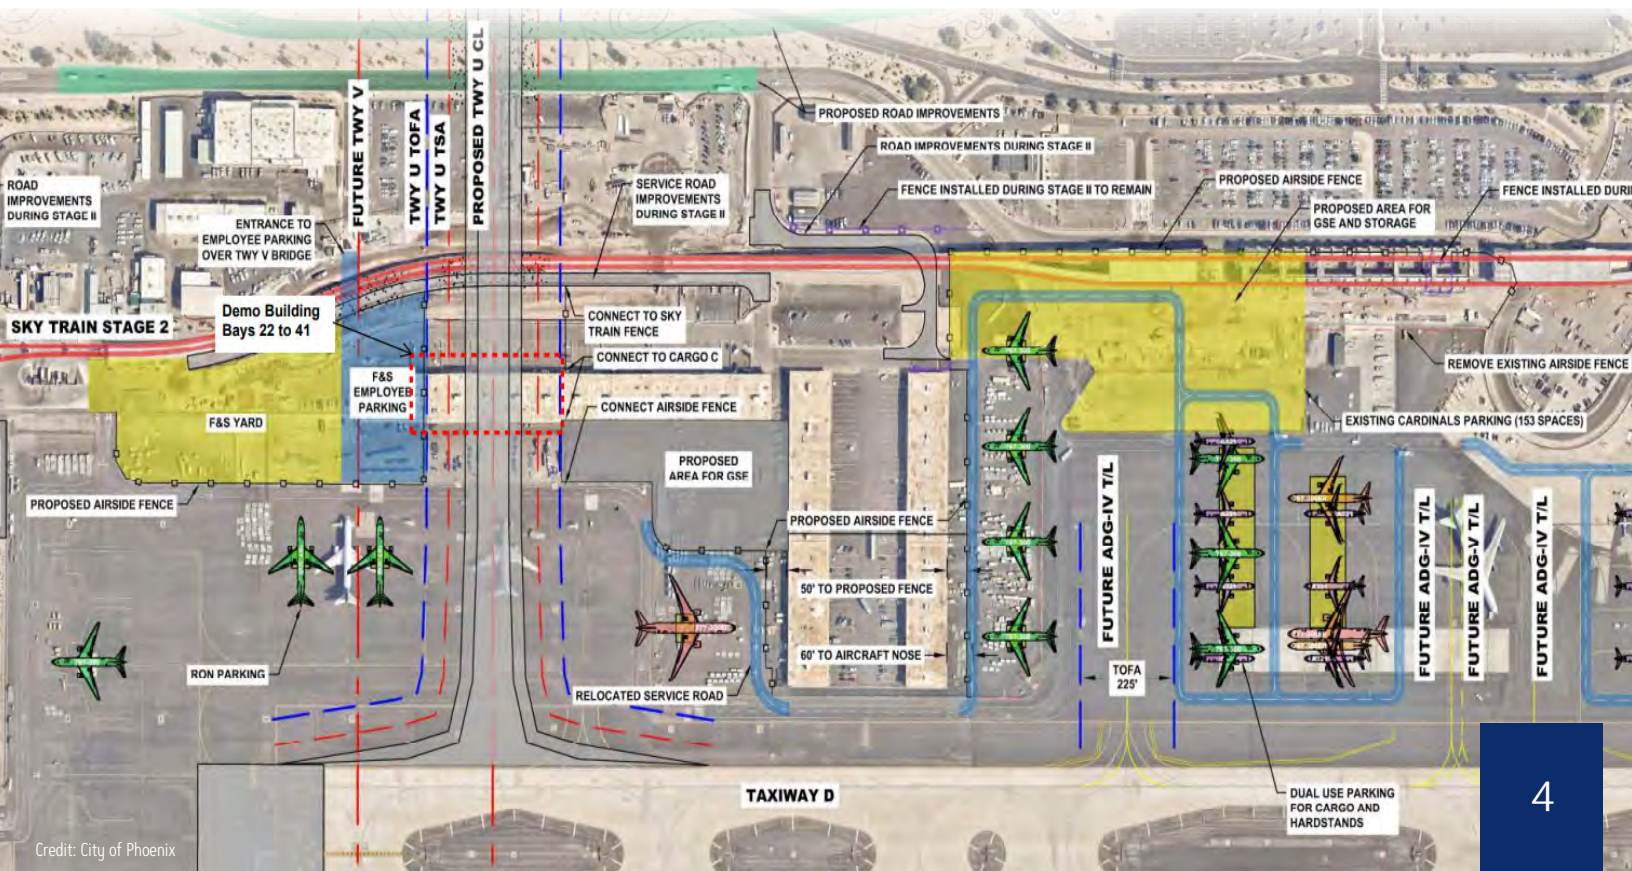 FUTURE TWY V
TWY U TOFA
TWY U TSA
PROPOSED TWY U CL
PROPOSED ROAD IMPROVEMENTS
ROAD IMPROVEMENTS DURING STAGE II
FENCE INSTALLED DURING STAGE II TO REMAIN
PROPOSED AIRSIDE FENCE
FENCE INSTALLED DURI
PROPOSED AREA FOR
GSE AND STORAGE
ROAD
IMPROVEMENTS
DURING STAGE II
SERVICE ROAD
IMPROVEMENTS
DURING STAGE II
ENTRANCE TO
EMPLOYEE PARKING
OVER TWY V BRIDGE
Demo Building
Bays 22 to 41
SKY TRAIN STAGE 2
CONNECT TO SKY
TRAIN FENCE
CONNECT TO CARGO C
REMOVE EXISTING AIRSIDE FENCE
F&S
EMPLOYEE
PARKING
CONNECT AIRSIDE FENCE
F&S YARD
EXISTING CARDINALS PARKING (153 SPACES)
PROPOSED
AREA FOR GSE
PROPOSED AIRSIDE FENCE
PROPOSED AIRSIDE FENCE
50' TO PROPOSED FENCE
60' TO AIRCRAFT NOSE
FUTURE ADG-IV T/L
FUTURE ADG-IV T/L
FUTURE ADG-V T/L
FUTURE ADG-IV T/L
RON PARKING
RELOCATED SERVICE ROAD
TOFA
225'
TAXIWAY D
DUAL USE PARKING
FOR CARGO AND
HARDSTANDS
4
Credit: City of Phoenix